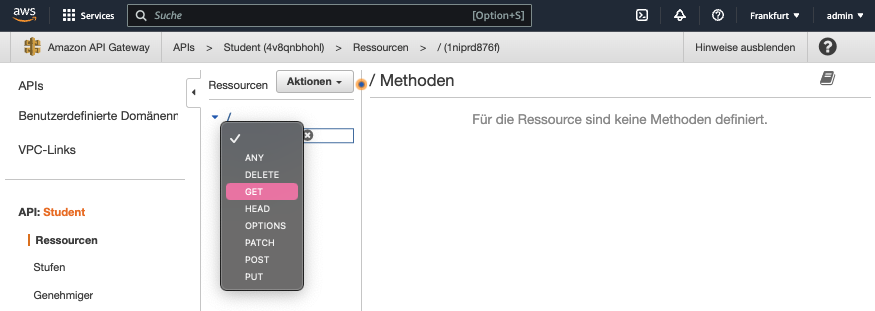 aws Services Suche [Option+S] Frankfurt admin
Amazon API Gateway APIs > Student (4v8qnbhohl) > Ressourcen > / (1niprd876f) Hinweise ausblenden ?
APIs
Benutzerdefinierte Domänenn
VPC-Links
API: Student
Ressourcen
Stufen
Genehmiger
Ressourcen Aktionen
/
ANY
DELETE
GET
HEAD
OPTIONS
PATCH
POST
PUT
/ Methoden
Für die Ressource sind keine Methoden definiert.